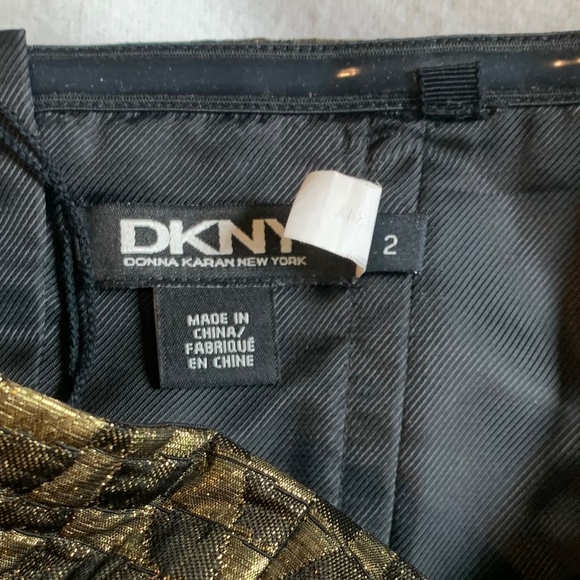 DKNY
DONNA KARAN NEW YORK
2
MADE IN
CHINA/
FABRIQUÉ
EN CHINE